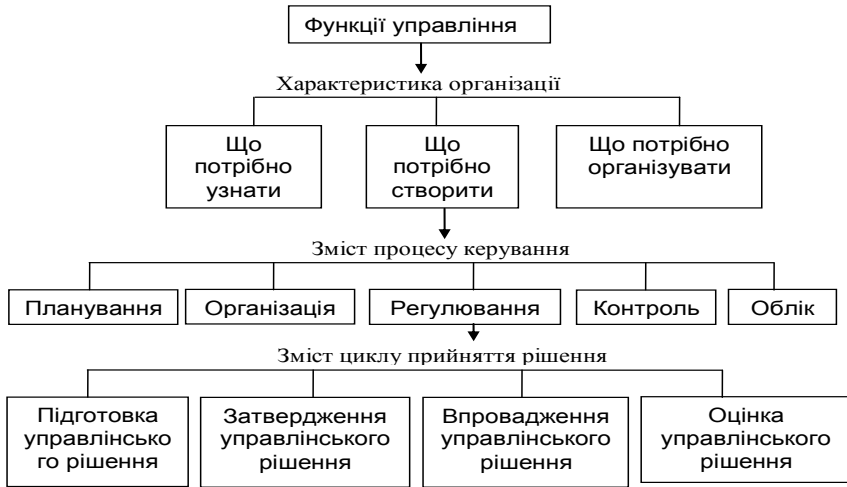 Функції управління
Характеристика організації
Що
потрібно
узнати
Що
потрібно
створити
Що потрібно
організувати
Зміст процесу керування
Планування
Організація
Регулювання
Контроль
Облік
Зміст циклу прийняття рішення
Підготовка
управлінсько
го рішення
Затвердження
управлінського
рішення
Впровадження
управлінського
рішення
Оцінка
управлінського
рішення